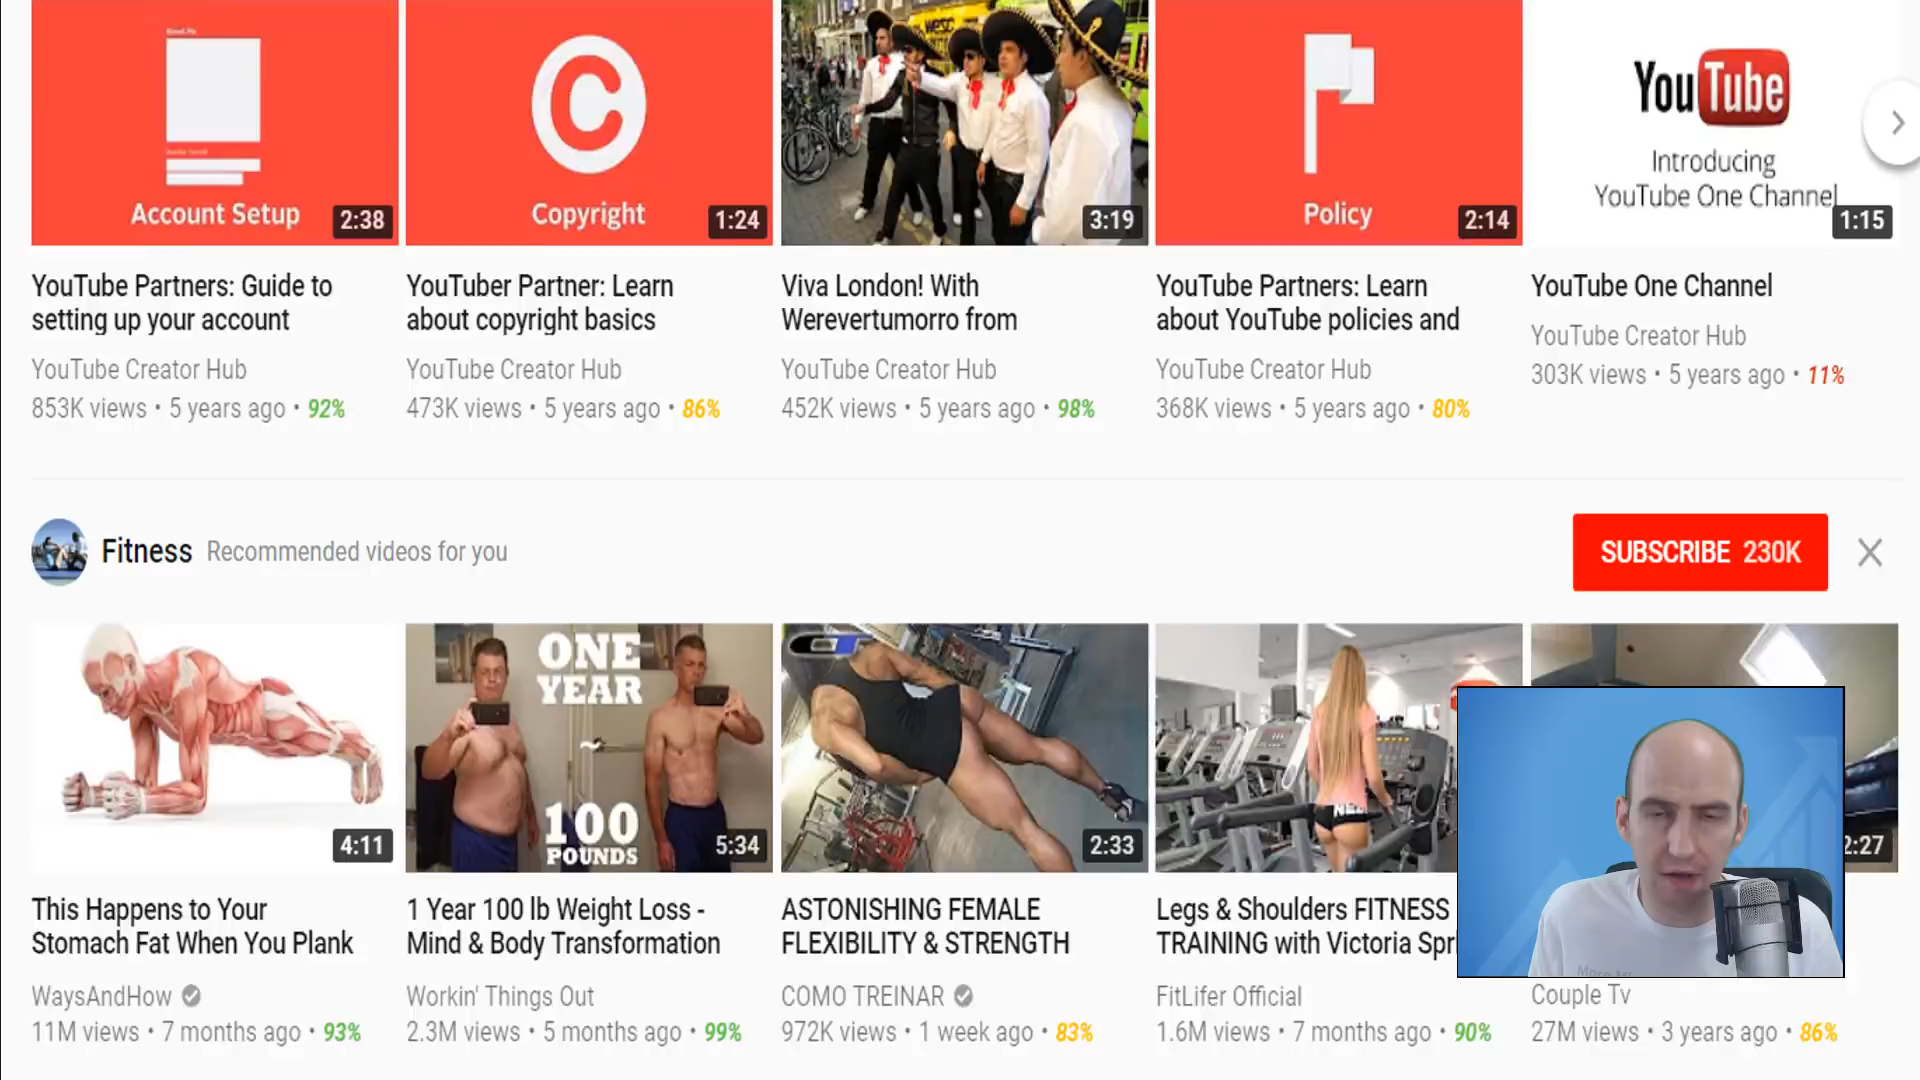 Account Setup
2:38
Copyright
1:24
3:19
Policy
2:14
YouTube
Introducing
YouTube One Channel
1:15
YouTube Partners: Guide to
setting up your account
YouTube Creator Hub
853K views • 5 years ago • 92%
YouTuber Partner: Learn
about copyright basics
YouTube Creator Hub
473K views • 5 years ago • 86%
Viva London! With
Werevertumorro from
YouTube Creator Hub
452K views • 5 years ago • 98%
YouTube Partners: Learn
about YouTube policies and
YouTube Creator Hub
368K views • 5 years ago • 80%
YouTube One Channel
YouTube Creator Hub
303K views • 5 years ago • 11%
Fitness Recommended videos for you
SUBSCRIBE 230K
4:11
ONE
YEAR
~
100
POUNDS
5:34
2:33
2:27
This Happens to Your
Stomach Fat When You Plank
WaysAndHow
11M views • 7 months ago • 93%
1 Year 100 lb Weight Loss -
Mind & Body Transformation
Workin' Things Out
2.3M views • 5 months ago • 99%
ASTONISHING FEMALE
FLEXIBILITY & STRENGTH
COMO TREINAR
972K views • 1 week ago • 83%
Legs & Shoulders FITNESS
TRAINING with Victoria Spr
FitLifer Official
1.6M views • 7 months ago • 90%
Couple Tv
27M views • 3 years ago • 86%